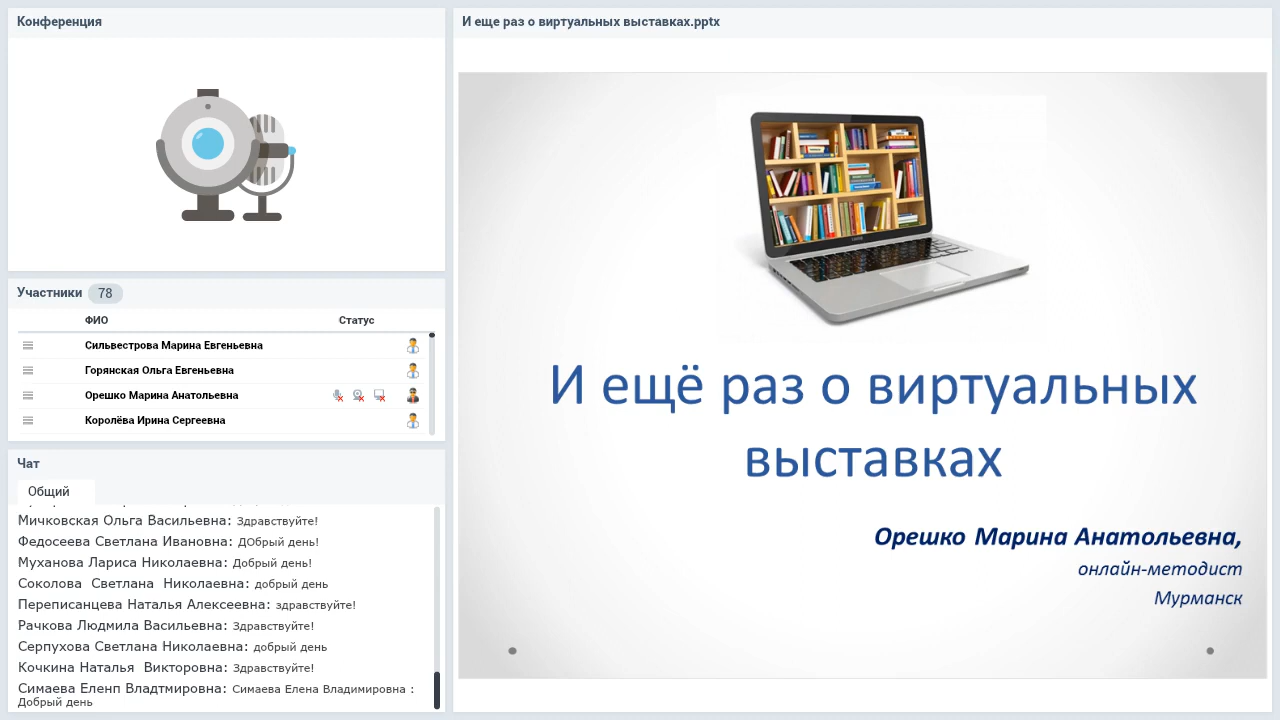 Конференция
Участники 78
ФИО Статус
Сильвестрова Марина Евгеньевна
Горянская Ольга Евгеньевна
Орешко Марина Анатольевна
Королёва Ирина Сергеевна
Чат
Общий
Мичковская Ольга Васильевна: Здравствуйте!
Федосеева Светлана Ивановна: ДОбрый день!
Муханова Лариса Николаевна: Добрый день!
Соколова  Светлана  Николаевна: добрый день
Переписанцева Наталья Алексеевна: здравствуйте!
Рачкова Людмила Васильевна: Здравствуйте!
Серпухова Светлана Николаевна: добрый день
Кочкина Наталья  Викторовна: Здравствуйте!
Симаева Еленп Владтмировна: Симаева Елена Владимировна :
Добрый день
И еще раз о виртуальных выставках.pptx
И ещё раз о виртуальных
выставках
Орешко Марина Анатольевна,
онлайн-методист
Мурманск